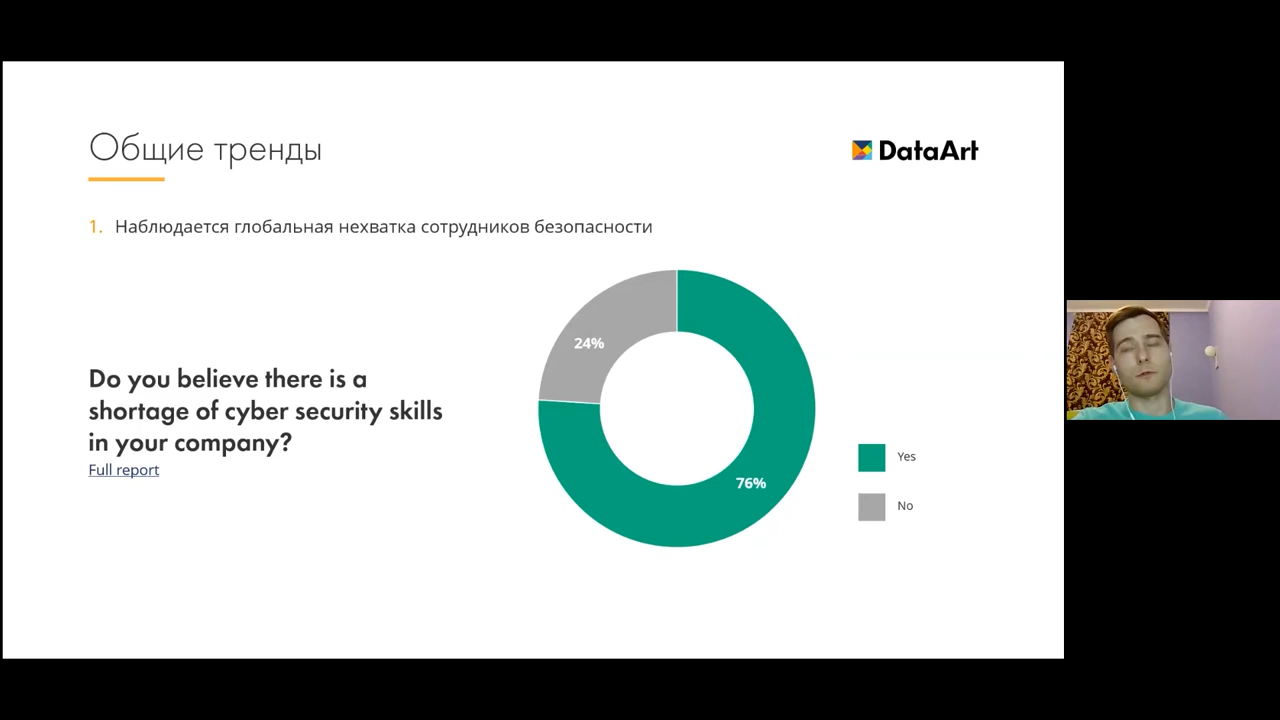 Общие тренды
DataArt
1. Наблюдается глобальная нехватка сотрудников безопасности
24%
Do you believe there is a
shortage of cyber security skills
in your company?
Full report
76%
Yes
No